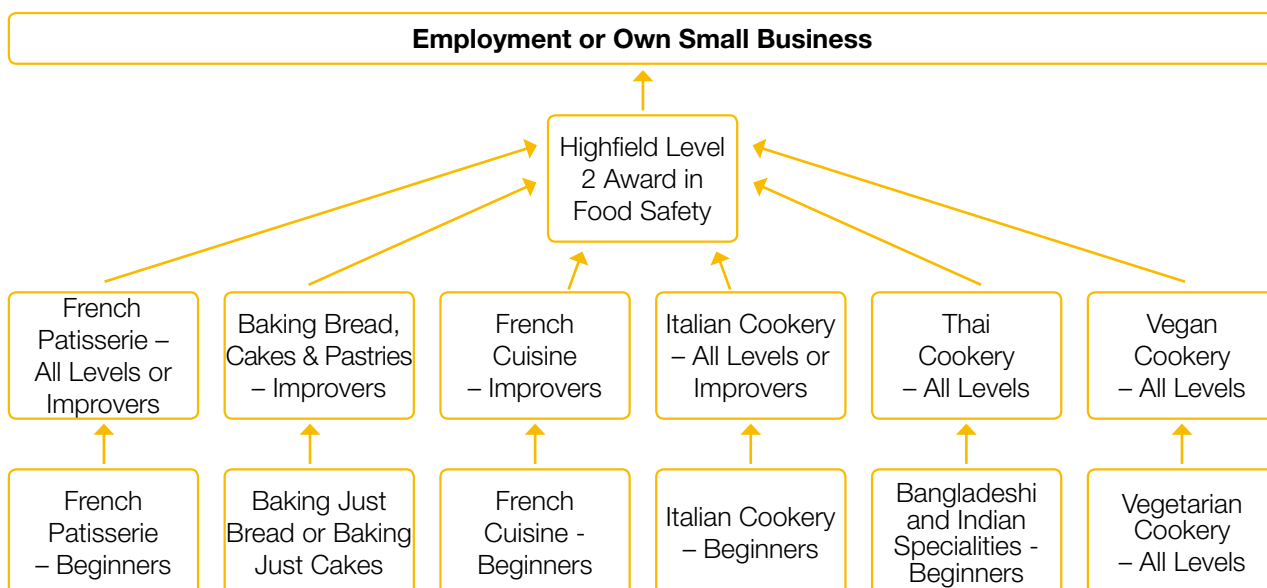 Employment or Own Small Business
Highfield Level
2 Award in
Food Safety
French
Patisserie –
All Levels or
Improvers
Baking Bread,
Cakes & Pastries
– Improvers
French
Cuisine
– Improvers
Italian Cookery
– All Levels or
Improvers
Thai
Cookery
– All Levels
Vegan
Cookery
– All Levels
French
Patisserie
– Beginners
Baking Just
Bread or Baking
Just Cakes
French
Cuisine -
Beginners
Italian Cookery
– Beginners
Bangladeshi
and Indian
Specialities -
Beginners
Vegetarian
Cookery
– All Levels